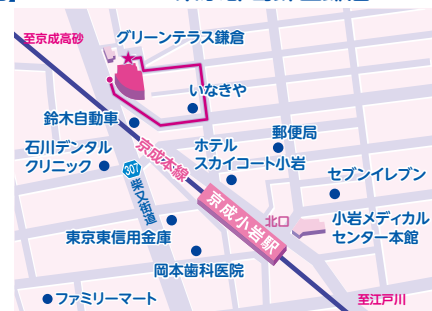 至京成高砂
グリーンテラス鎌倉
いなきや
鈴木自動車
石川デンタル
クリニック
307
柴又街道
京成本線
ホテル
スカイコート小岩
郵便局
セブンイレブン
京成小岩駅
北口
小岩メディカル
センター本館
東京東信用金庫
岡本歯科医院
ファミリーマート
至江戸川